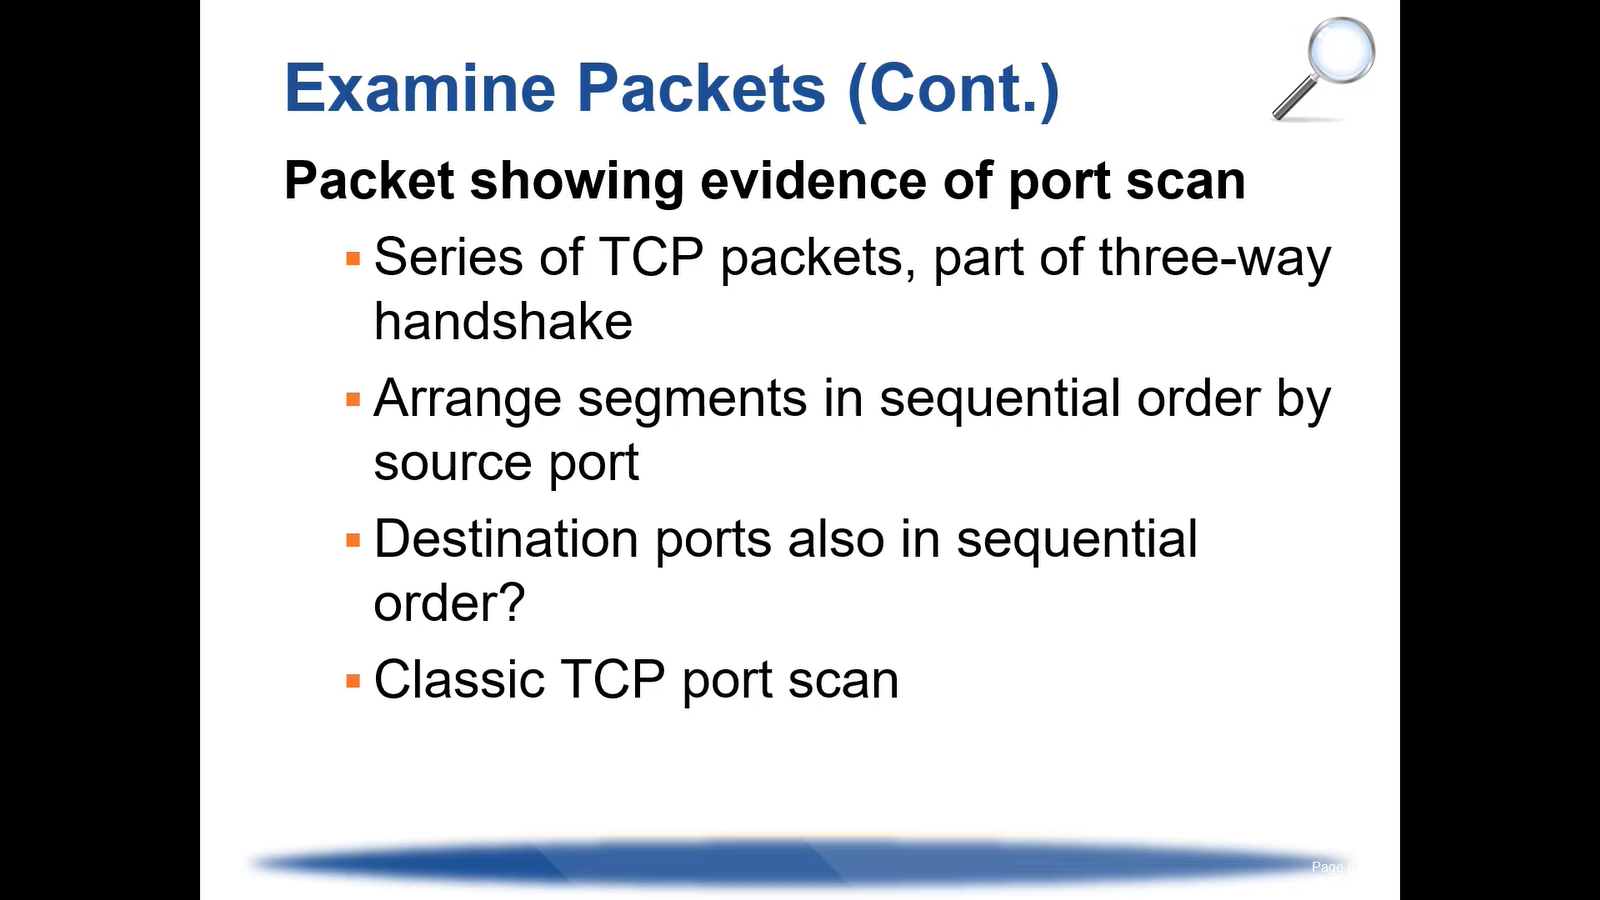 Examine Packets (Cont.)
Packet showing evidence of port scan
▪ Series of TCP packets, part of three-way
handshake
▪ Arrange segments in sequential order by
source port
▪ Destination ports also in sequential
order?
▪ Classic TCP port scan
Page